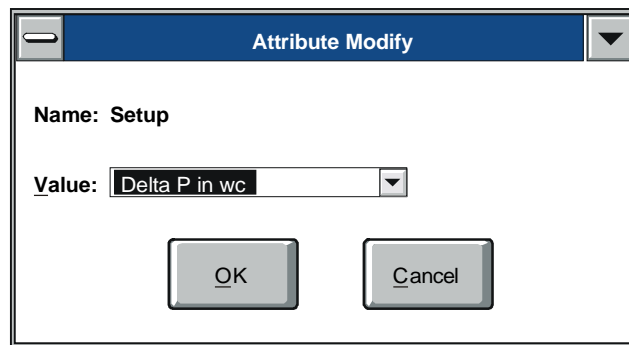 Attribute Modify
Name: Setup
Value: Delta P in wc
OK Cancel